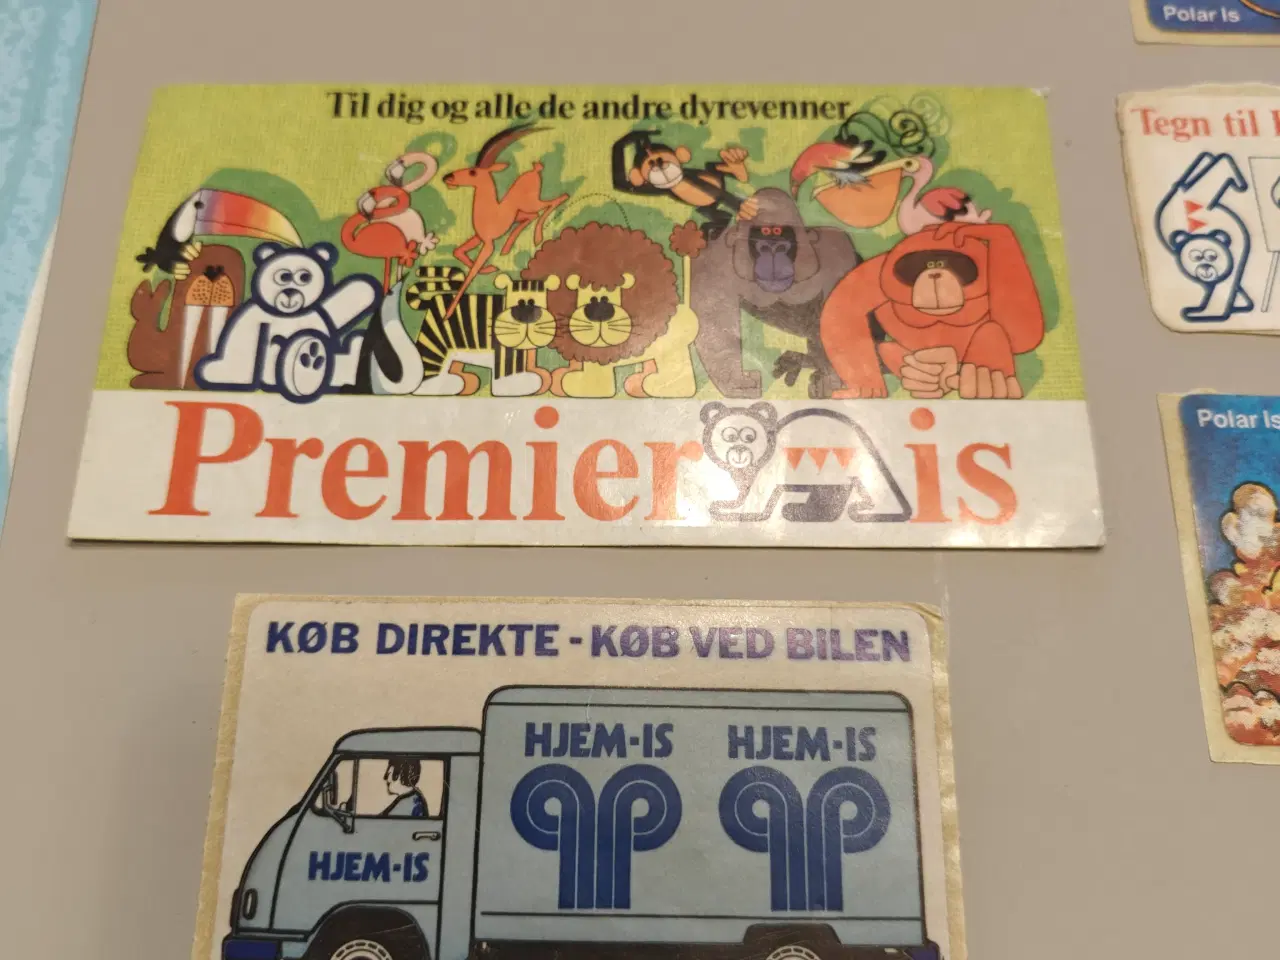 Til dig og alle de andre dyrevenner
Premier is
KØB DIREKTE - KØB VED BILEN
HJEM-IS HJEM-IS
HJEM-IS
Polar Is
Tegn til
Polar Is